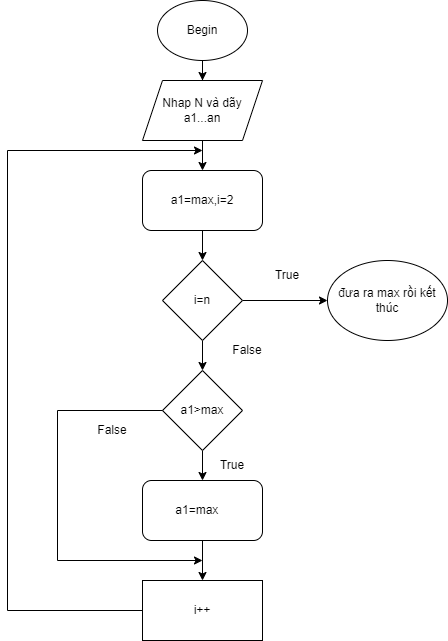 Begin
Nhap N và dãy
a1...an
a1=max,i=2
i=n
True
đưa ra max rồi kết
thúc
False
a1>max
False
True
a1=max
i++